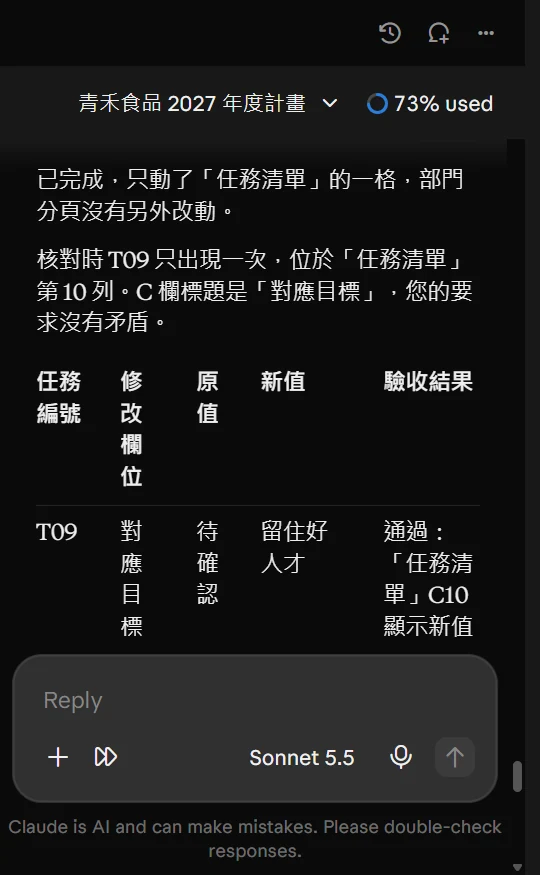 青禾食品 2027 年度計畫
73% used
已完成，只動了「任務清單」的一格，部門
分頁沒有另外改動。
核對時 T09 只出現一次，位於「任務清單」
第 10 列。C 欄標題是「對應目標」，您的要
求沒有矛盾。
任務
編號
修
改
欄
位
原
值
新值
驗收結果
T09
對
應
目
標
待
確
認
留住好
人才
通過：
「任務清
單」C10
顯示新值
Reply
Sonnet 5.5
Claude is AI and can make mistakes. Please double-check
responses.